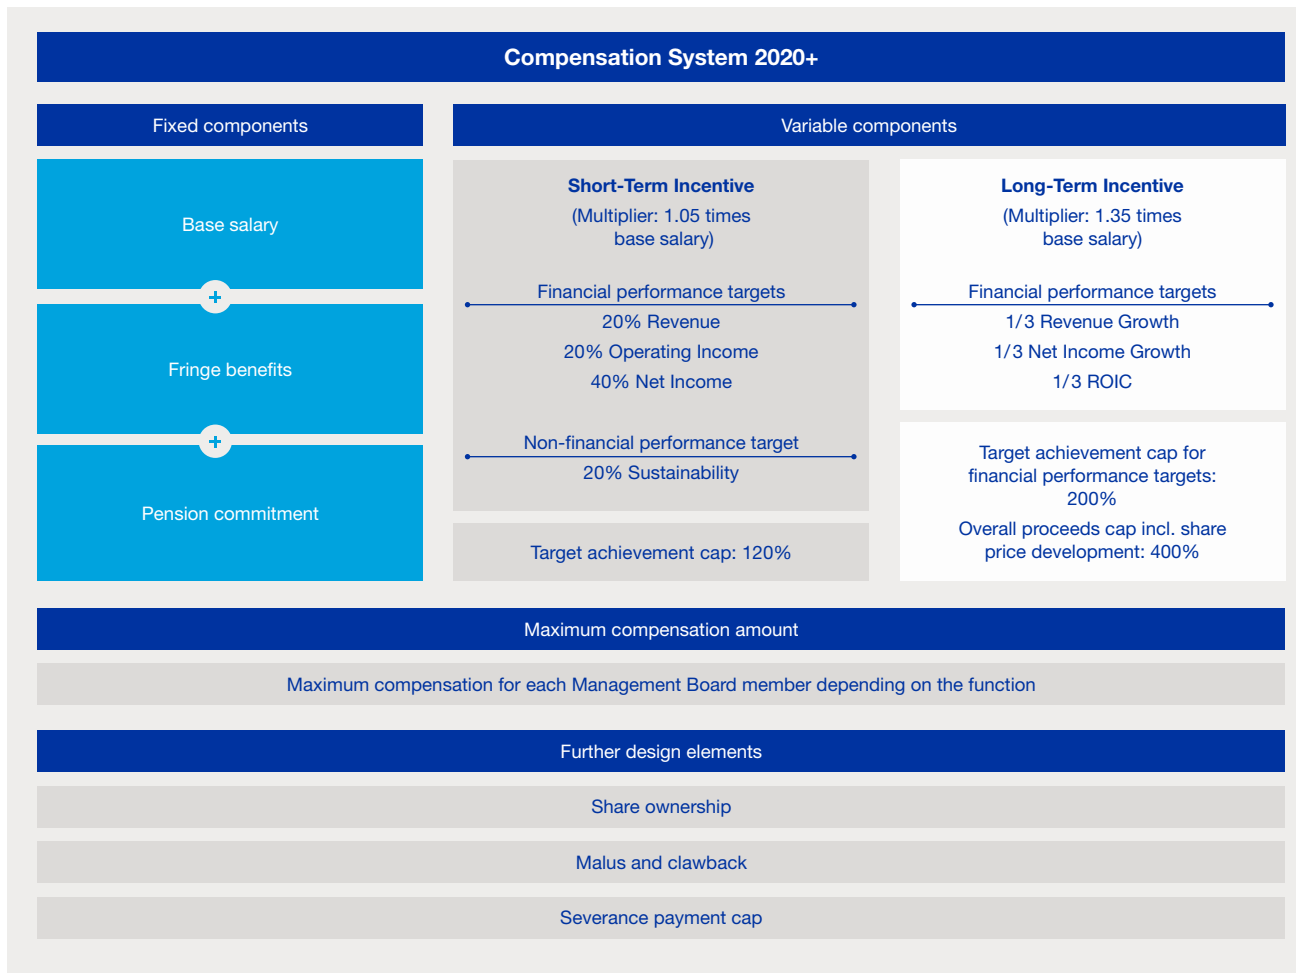 Compensation System 2020+
Fixed components
Base salary
+
Fringe benefits
+
Pension commitment
Variable components
Short-Term Incentive
(Multiplier: 1.05 times
base salary)
Financial performance targets
20% Revenue
20% Operating Income
40% Net Income
Non-financial performance target
20% Sustainability
Target achievement cap: 120%
Long-Term Incentive
(Multiplier: 1.35 times
base salary)
Financial performance targets
1/3 Revenue Growth
1/3 Net Income Growth
1/3 ROIC
Target achievement cap for
financial performance targets:
200%
Overall proceeds cap incl. share
price development: 400%
Maximum compensation amount
Maximum compensation for each Management Board member depending on the function
Further design elements
Share ownership
Malus and clawback
Severance payment cap